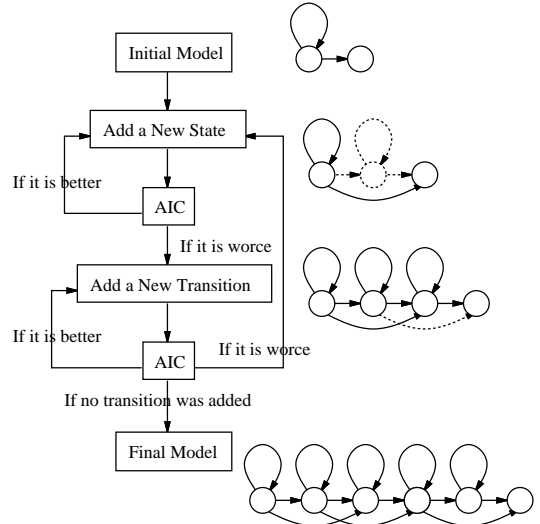 Initial Model
Add a New State
If it is better
AIC
If it is worce
Add a New Transition
If it is better
If it is worce
AIC
If no transition was added
Final Model